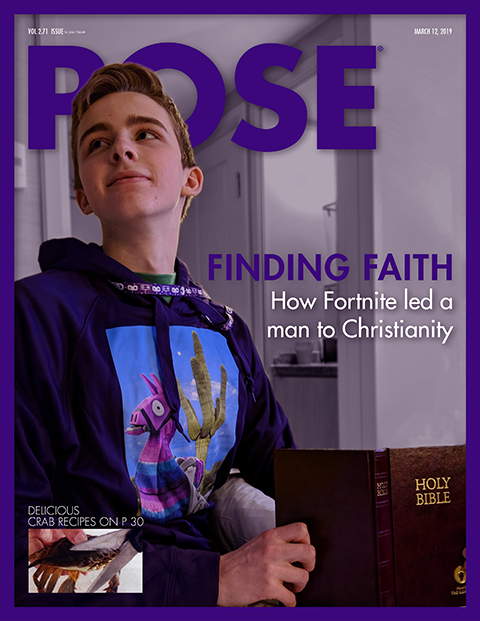 VOL 2.71 ISSUE
MARCH 12, 2019
POSE®
FINDING FAITH
How Fortnite led a
man to Christianity
HOLY
BIBLE
HOLY
BIBLE
DELICIOUS
CRAB RECIPES ON P 30